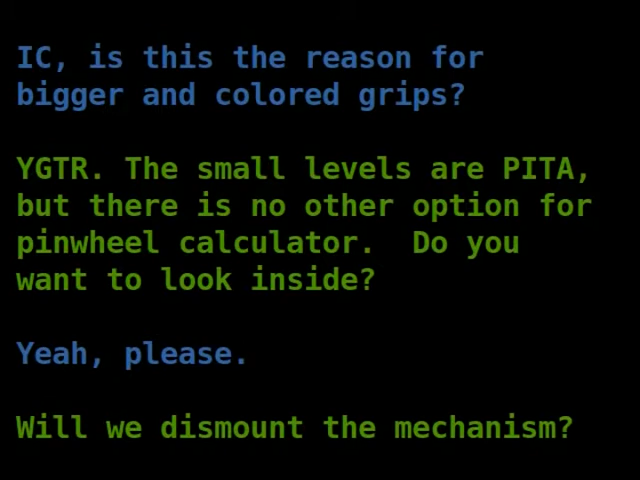 IC, is this the reason for
bigger and colored grips?
YGTR. The small levels are PITA,
but there is no other option for
pinwheel calculator.  Do you
want to look inside?
Yeah, please.
Will we dismount the mechanism?